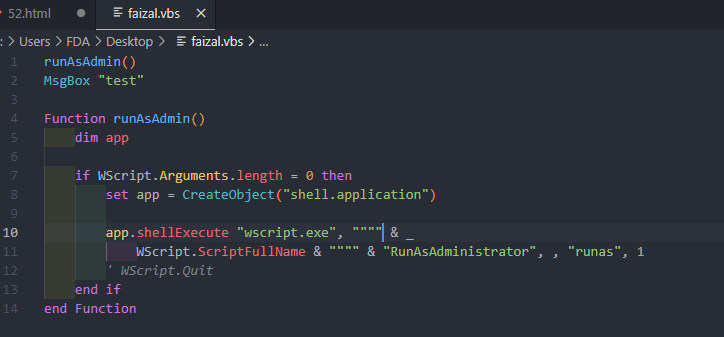 52.html ● faizal.vbs ×
: > Users > FDA > Desktop > faizal.vbs > ...
1 runAsAdmin()
2 MsgBox "test"
3
4 Function runAsAdmin()
5 dim app
6
7 if WScript.Arguments.length = 0 then
8 set app = CreateObject("shell.application")
9
10 app.shellExecute "wscript.exe", """" & _
11 WScript.ScriptFullName & """" & "RunAsAdministrator", , "runas", 1
12 ' WScript.Quit
13 end if
14 end Function